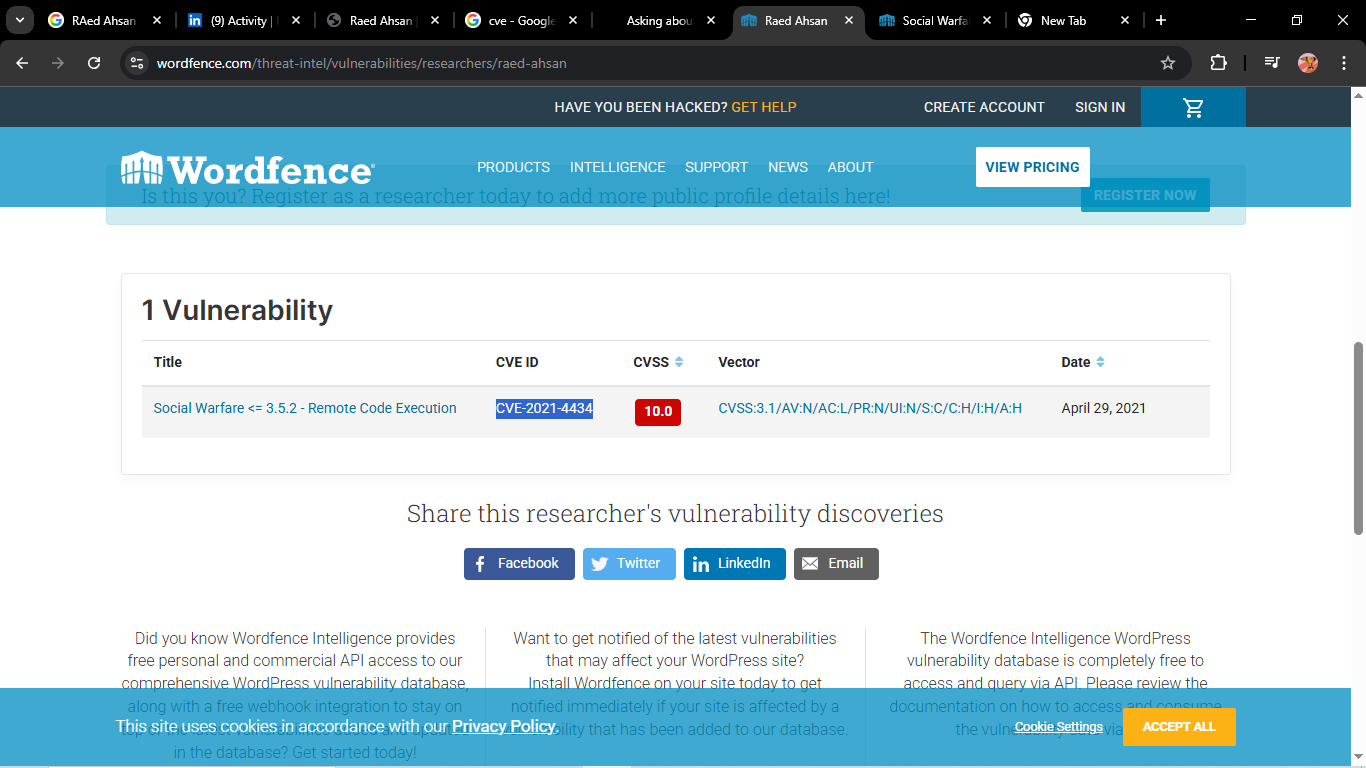 RAed Ahsan
(9) Activity |
Raed Ahsan |
cve - Google
Asking abou
Raed Ahsan
Social Warfa
New Tab
wordfence.com/threat-intel/vulnerabilities/researchers/raed-ahsan
HAVE YOU BEEN HACKED? GET HELP
CREATE ACCOUNT
SIGN IN
Wordfence
PRODUCTS
INTELLIGENCE
SUPPORT
NEWS
ABOUT
VIEW PRICING
Is this you? Register as a researcher today to add more public profile details here!
REGISTER NOW
1 Vulnerability
Title CVE ID CVSS Vector Date
Social Warfare <= 3.5.2 - Remote Code Execution CVE-2021-4434 10.0 CVSS:3.1/AV:N/AC:L/PR:N/UI:N/S:C/C:H/I:H/A:H April 29, 2021
Share this researcher's vulnerability discoveries
Facebook
Twitter
LinkedIn
Email
Did you know Wordfence Intelligence provides
free personal and commercial API access to our
comprehensive WordPress vulnerability database,
along with a free webhook integration to stay on
in the database? Get started today!
Want to get notified of the latest vulnerabilities
that may affect your WordPress site?
Install Wordfence on your site today to get
notified immediately if your site is affected by a
that has been added to our database.
The Wordfence Intelligence WordPress
vulnerability database is completely free to
access and query via API. Please review the
documentation on how to access and consume
the
via
This site uses cookies in accordance with our Privacy Policy.
Cookie Settings
ACCEPT ALL